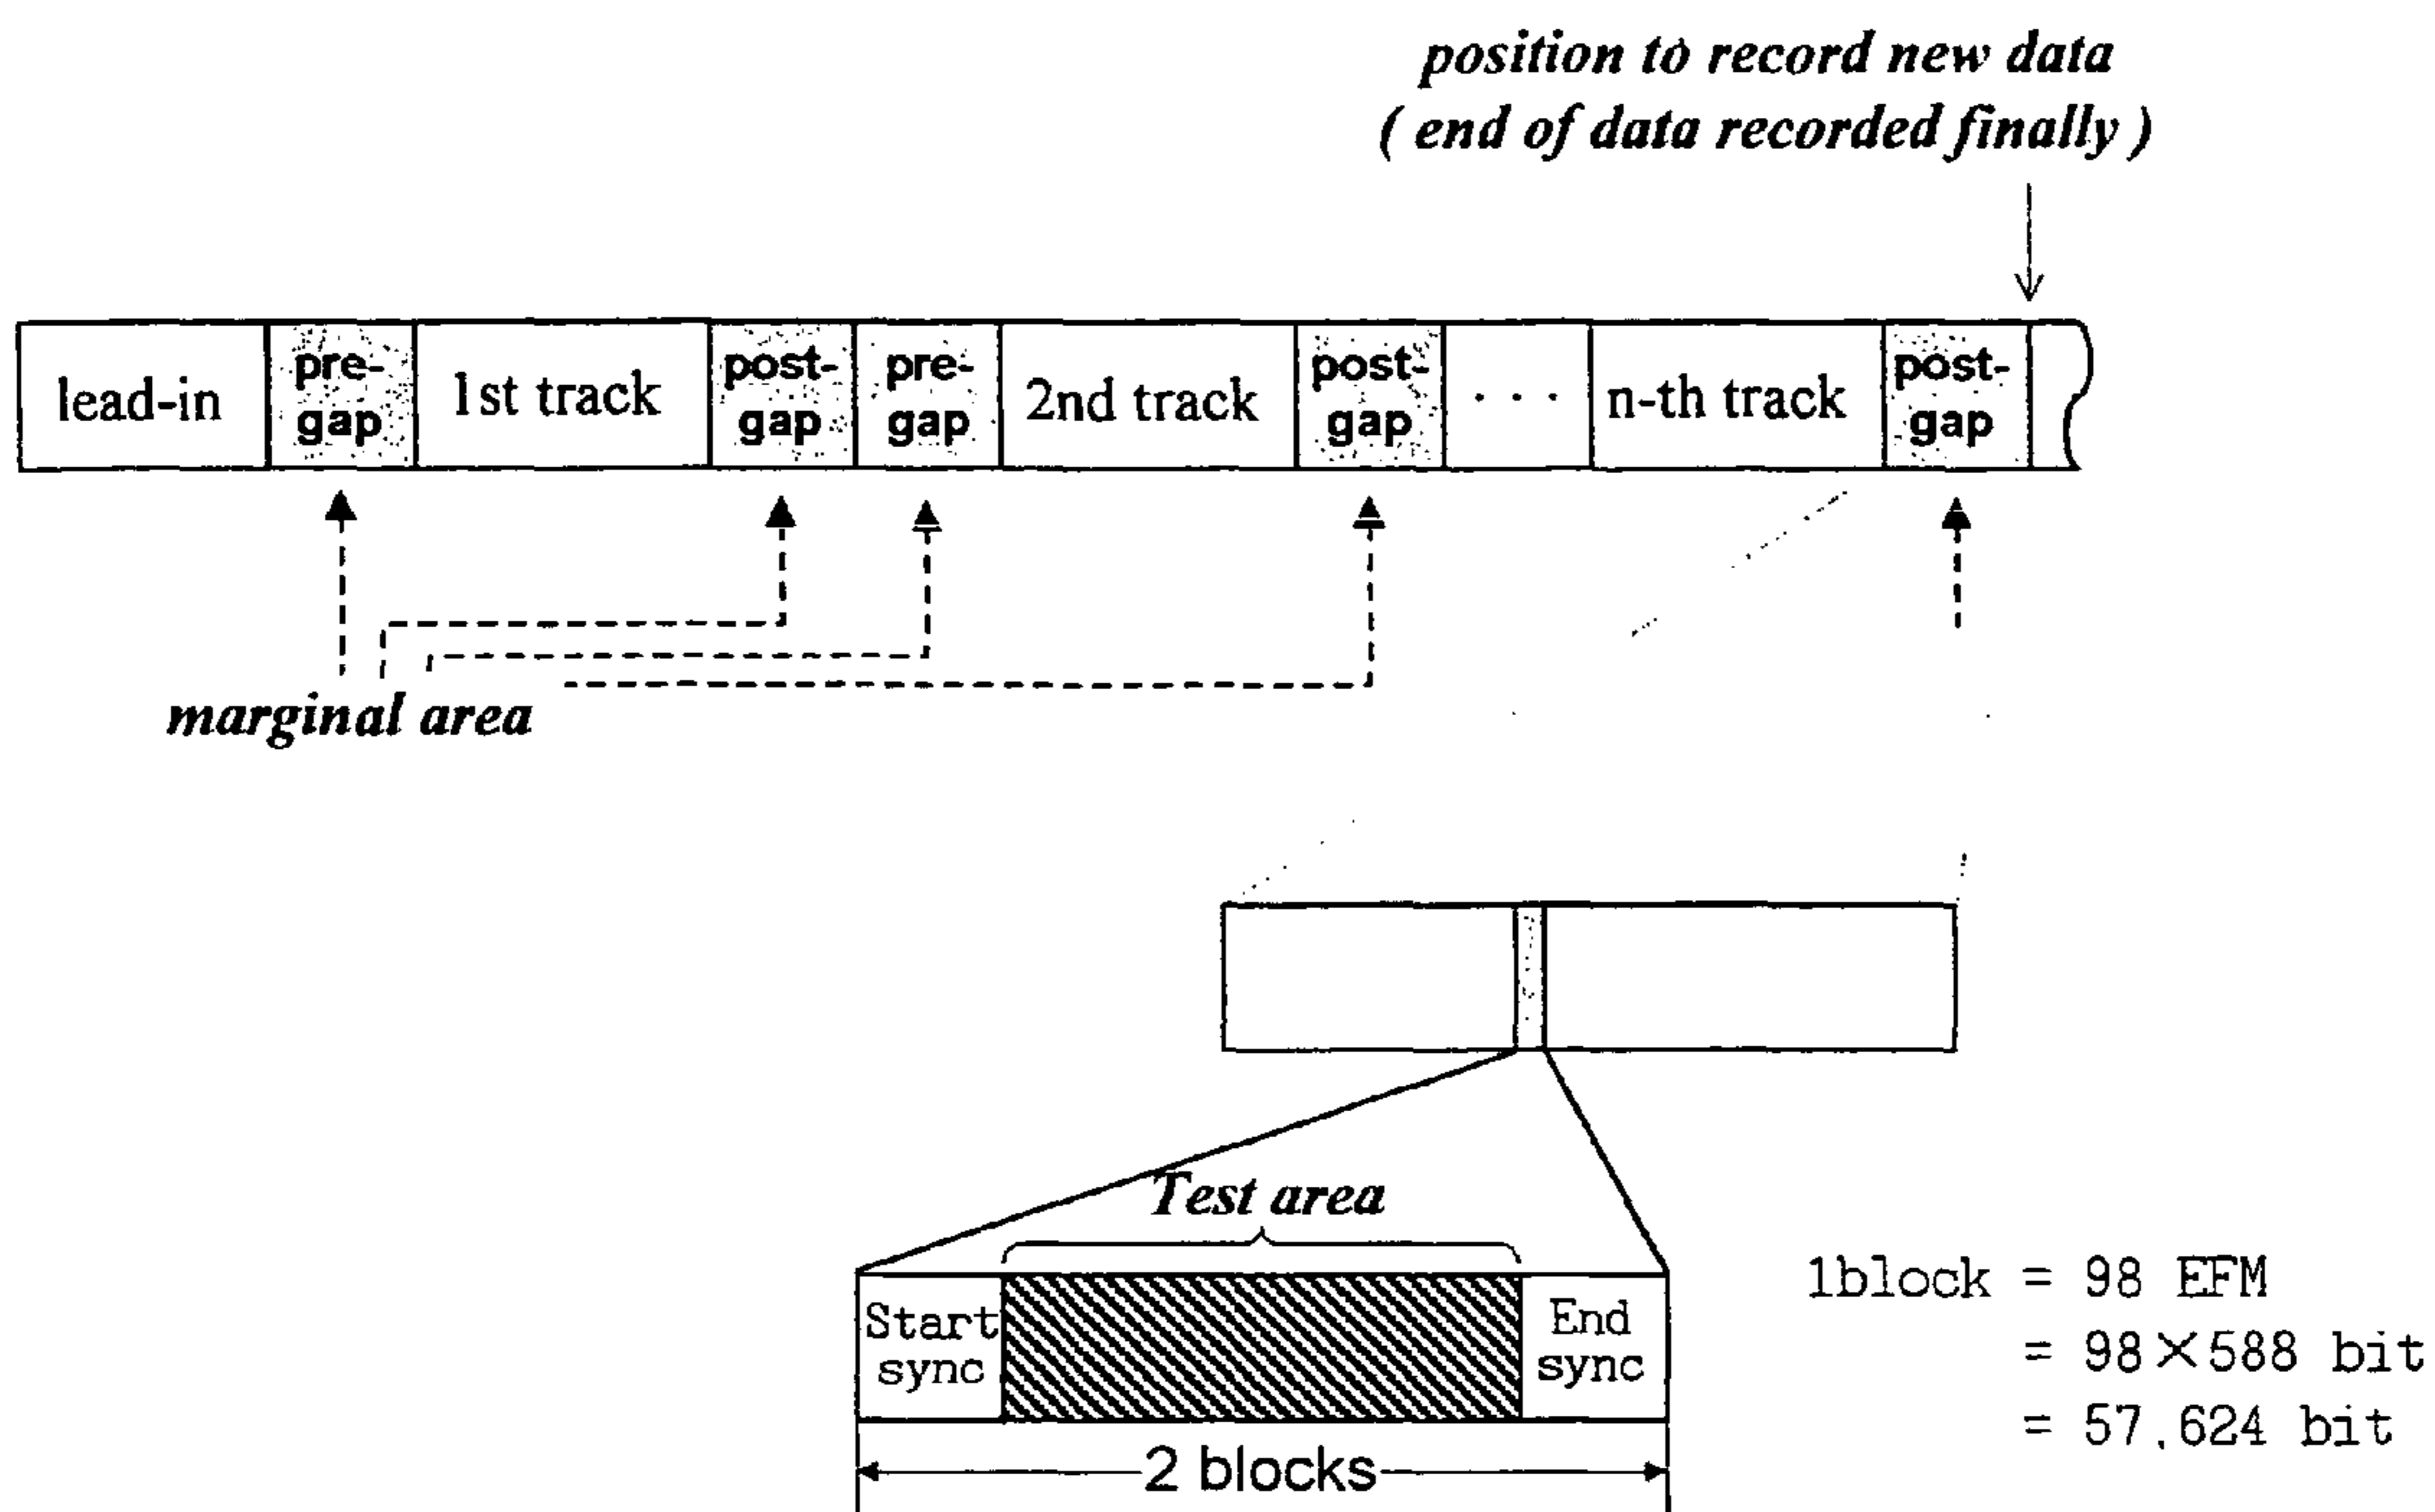 position to record new data
( end of data recorded finally )
lead-in
pre-
gap
1st track
post-
gap
pre-
gap
2nd track
post-
gap
· · ·
n-th track
post-
gap
marginal area
Test area
Start
sync
End
sync
2 blocks
1block = 98 EFM
= 98×588 bit
= 57.624 bit